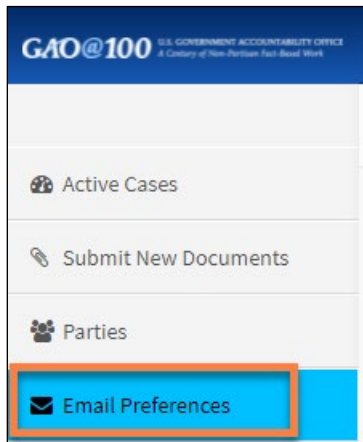 GAO@100 U.S. GOVERNMENT ACCOUNTABILITY OFFICE
A Century of Non-Partisan Fact-Based Work
Active Cases
Submit New Documents
Parties
Email Preferences